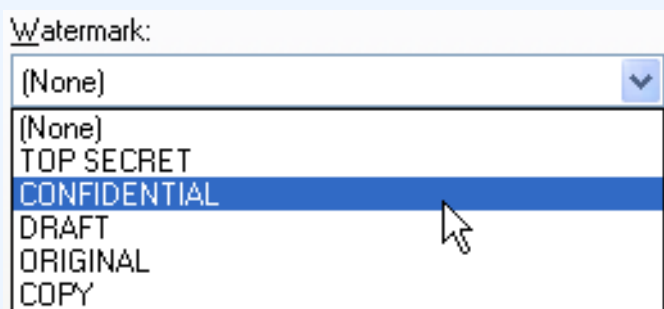 Watermark:
(None)
(None)
TOP SECRET
CONFIDENTIAL
DRAFT
ORIGINAL
COPY